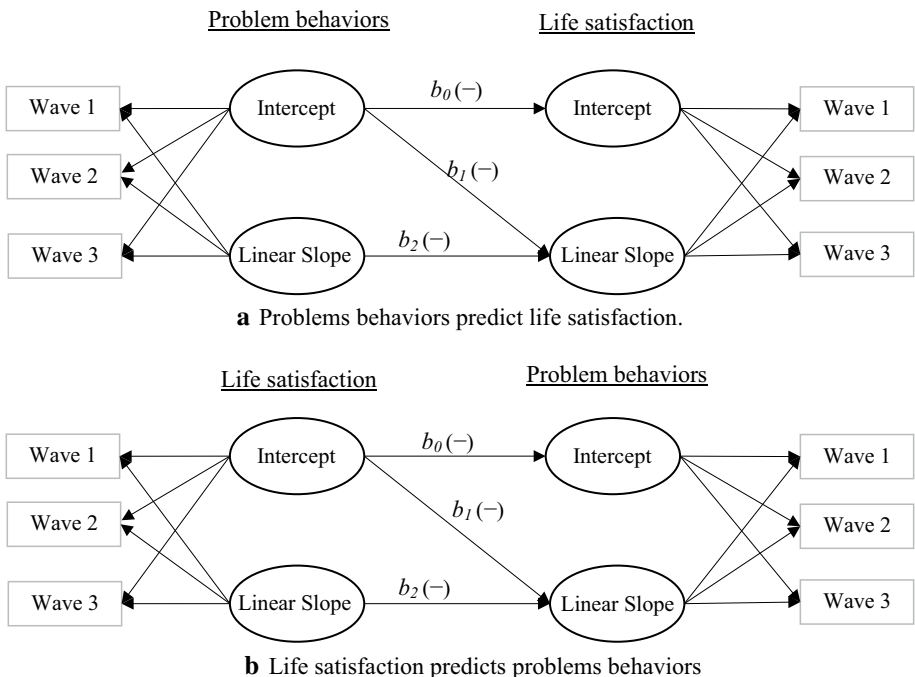 Problem behaviors Life satisfaction
Wave 1 Intercept b0 (−) Intercept Wave 1
Wave 2 b1 (−) Wave 2
Wave 3 Linear Slope b2 (−) Linear Slope Wave 3
a Problems behaviors predict life satisfaction.
Life satisfaction Problem behaviors
Wave 1 Intercept b0 (−) Intercept Wave 1
Wave 2 b1 (−) Wave 2
Wave 3 Linear Slope b2 (−) Linear Slope Wave 3
b Life satisfaction predicts problems behaviors